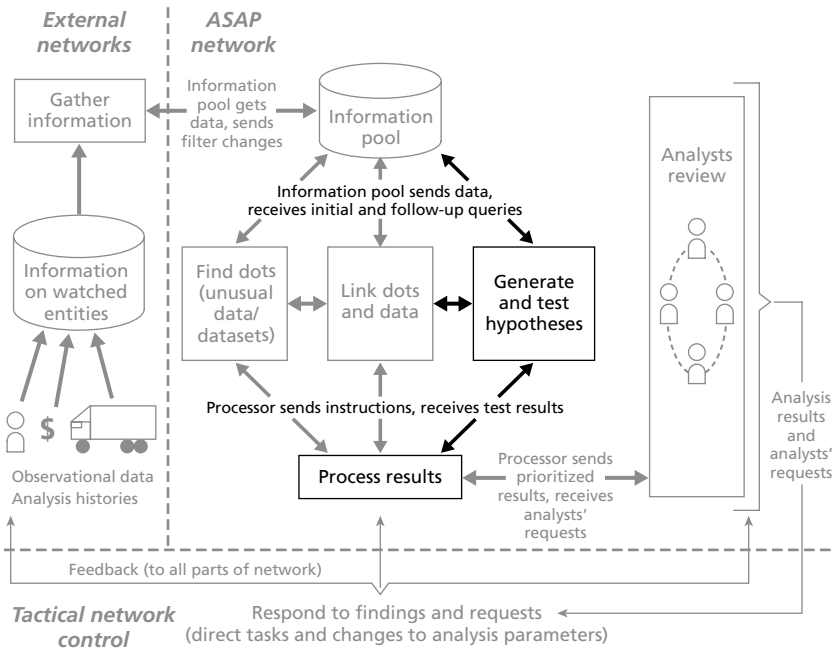 External
networks
ASAP
network
Gather
information
Information
pool gets
data, sends
filter changes
Information
pool
Analysts
review
Information pool sends data,
receives initial and follow-up queries
Information
on watched
entities
Find dots
(unusual
data/
datasets)
Link dots
and data
Generate
and test
hypotheses
Processor sends instructions, receives test results
$
Observational data
Analysis histories
Process results
Processor sends
prioritized
results, receives
analysts‘
requests
Analysis
results
and
analysts’
requests
Feedback (to all parts of network)
Tactical network
control
Respond to findings and requests
(direct tasks and changes to analysis parameters)